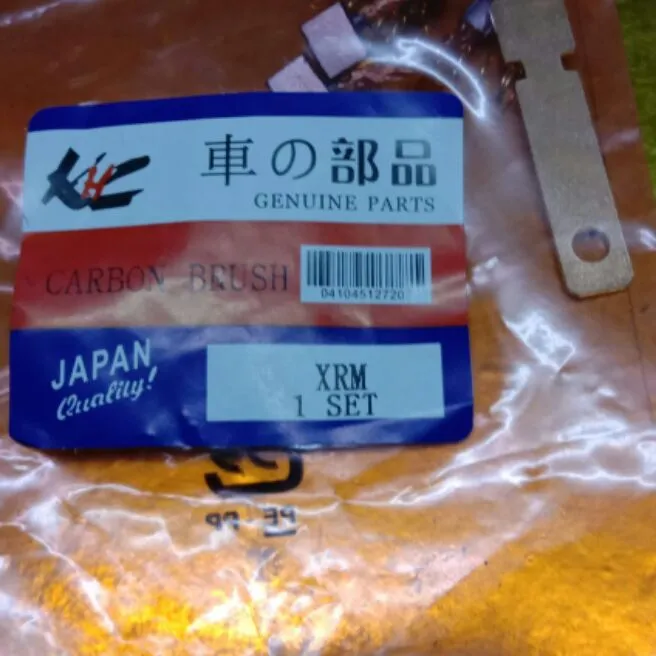 KHC
車の部品
GENUINE PARTS
CARBON BRUSH
04104512720
JAPAN
Quality!
XRM
1 SET